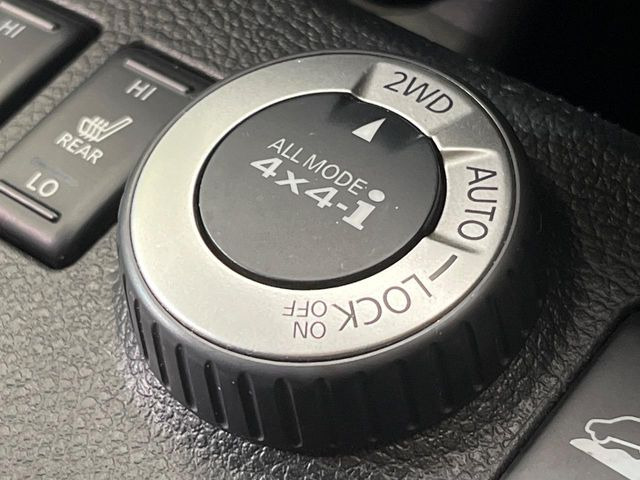 HI
HI
REAR
LO
2WD
AUTO
LOCK
ON
OFF
ALL MODE
4x4-i